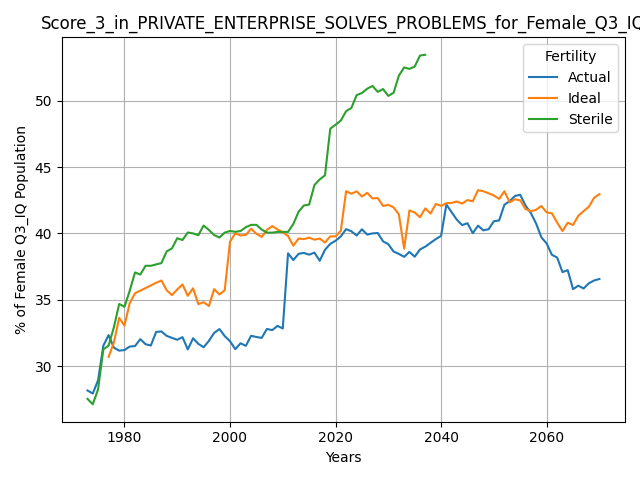 Score_3_in_PRIVATE_ENTERPRISE_SOLVES_PROBLEMS_for_Female_Q3_IQ
% of Female Q3_IQ Population
50
45
40
35
30
Fertility
Actual
Ideal
Sterile
1980 2000 2020 2040 2060
Years